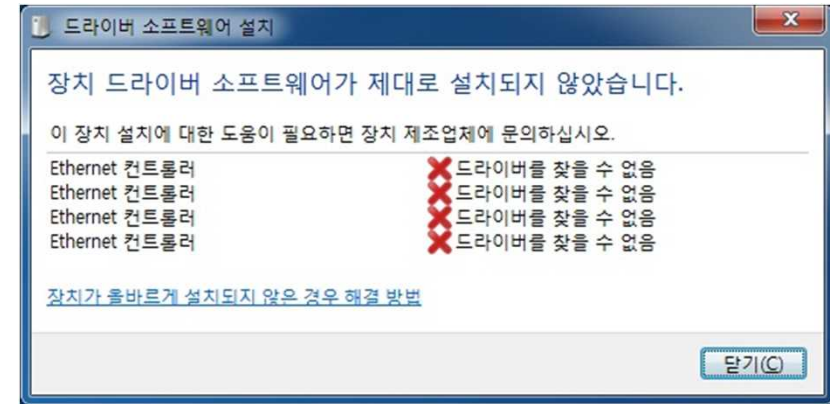 드라이버 소프트웨어 설치
장치 드라이버 소프트웨어가 제대로 설치되지 않았습니다.
이 장치 설치에 대한 도움이 필요하면 장치 제조업체에 문의하십시오.
Ethernet 컨트롤러 드라이버를 찾을 수 없음
Ethernet 컨트롤러 드라이버를 찾을 수 없음
Ethernet 컨트롤러 드라이버를 찾을 수 없음
Ethernet 컨트롤러 드라이버를 찾을 수 없음
장치가 올바르게 설치되지 않은 경우 해결 방법
닫기(C)